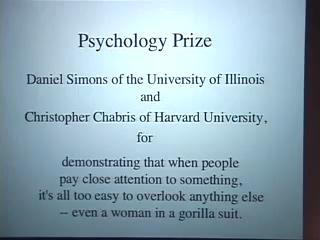 Psychology Prize
Daniel Simons of the University of Illinois
and
Christopher Chabris of Harvard University,
for
demonstrating that when people
pay close attention to something,
it's all too easy to overlook anything else
-- even a woman in a gorilla suit.